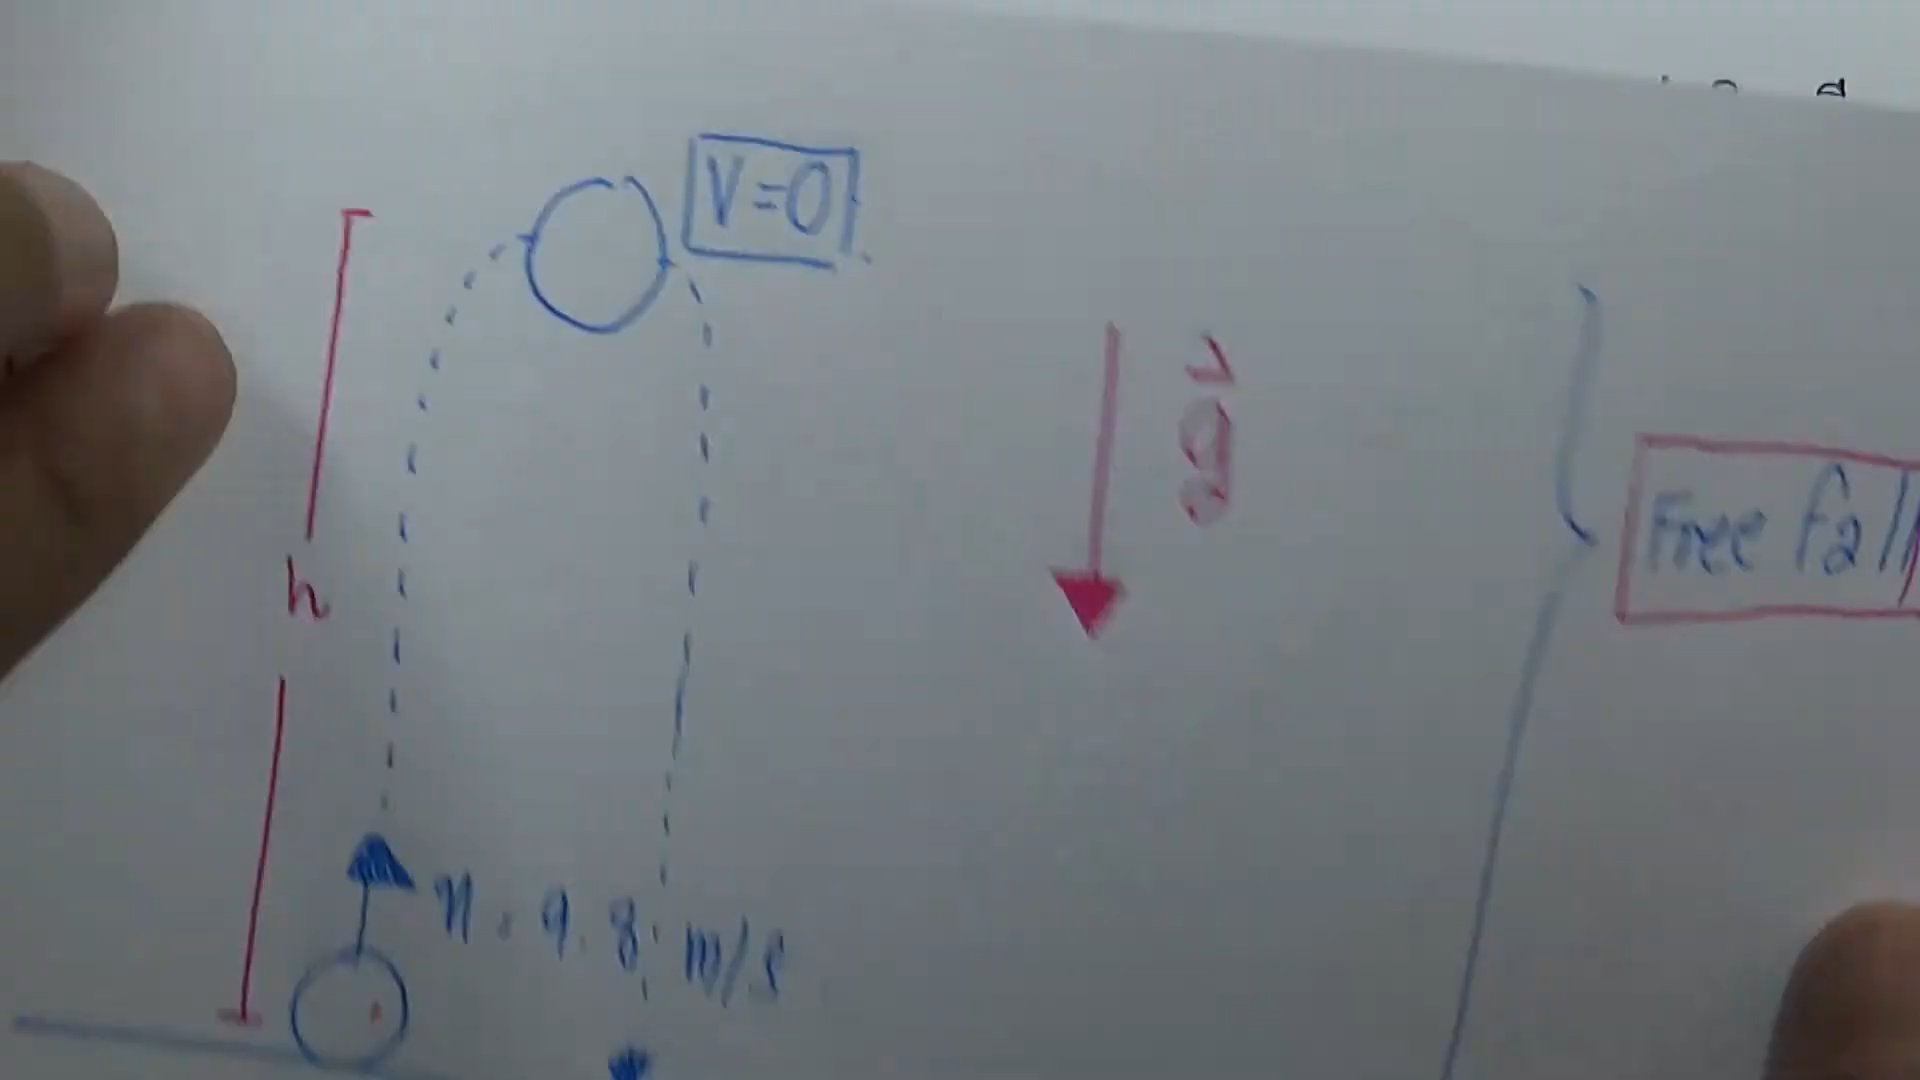 V=0
g
Free fall
h
u = 9.8 m/s